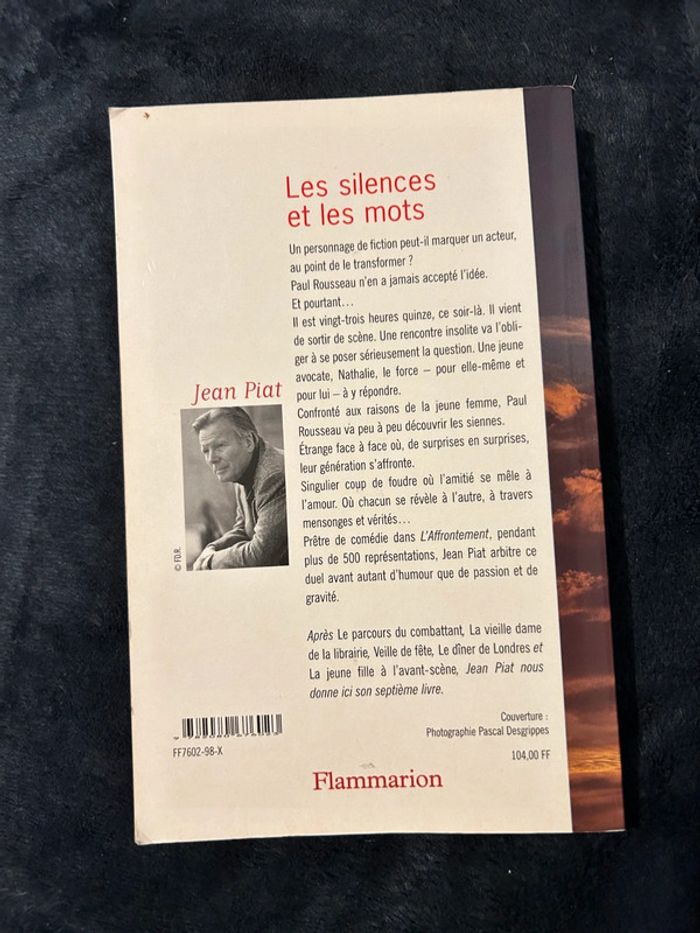 Les silences
et les mots
Un personnage de fiction peut-il marquer un acteur,
au point de le transformer ?
Paul Rousseau n'en a jamais accepté l'idée.
Et pourtant...
Il est vingt-trois heures quinze, ce soir-là. Il vient
de sortir de scène. Une rencontre insolite va l'obli-
ger à se poser sérieusement la question. Une jeune
avocate, Nathalie, le force – pour elle-même et
pour lui – à y répondre.
Confronté aux raisons de la jeune femme, Paul
Rousseau va peu à peu découvrir les siennes.
Étrange face à face où, de surprises en surprises,
leur génération s'affronte.
Singulier coup de foudre où l'amitié se mêle à
l'amour. Où chacun se révèle à l'autre, à travers
mensonges et vérités...
Prêtre de comédie dans L'Affrontement, pendant
plus de 500 représentations, Jean Piat arbitre ce
duel avant autant d'humour que de passion et de
gravité.
Après Le parcours du combattant, La vieille dame
de la librairie, Veille de fête, Le dîner de Londres et
La jeune fille à l'avant-scène, Jean Piat nous
donne ici son septième livre.
Jean Piat
© F.D.R.
Couverture :
Photographie Pascal Desgrippes
104,00 FF
FF7602-98-X
Flammarion